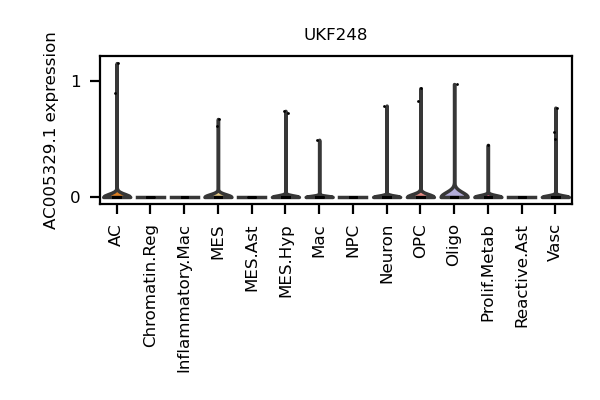 UKF248
AC005329.1 expression
1
0
AC
Chromatin.Reg
Inflammatory.Mac
MES
MES.Ast
MES.Hyp
Mac
NPC
Neuron
OPC
Oligo
Prolif.Metab
Reactive.Ast
Vasc